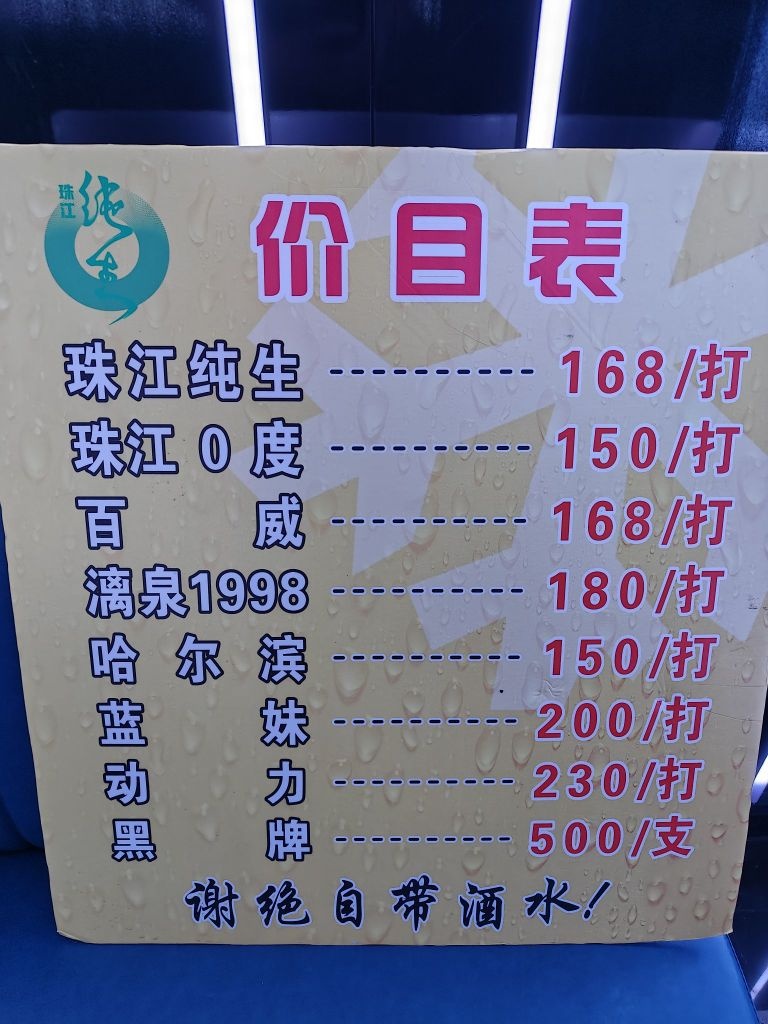 珠江
纯生
价目表
珠江纯生----------168/打
珠江0度----------150/打
百威----------168/打
漓泉1998----------180/打
哈尔滨----------150/打
蓝妹----------200/打
动力----------230/打
黑牌----------500/支
谢绝自带酒水!